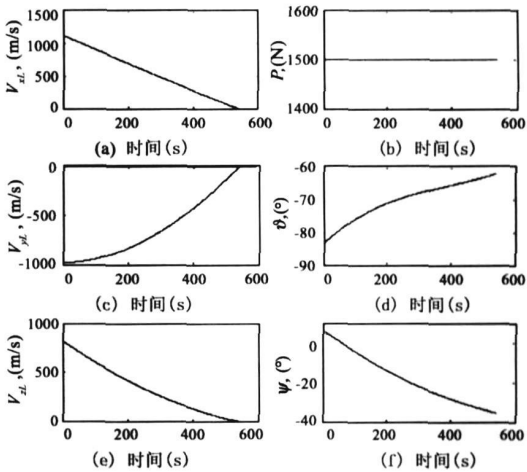 1500
1000
500
0
V_xL, (m/s)
0 200 400 600
(a) 时间(s)
1600
1500
1400
P,(N)
0 200 400 600
(b) 时间(s)
0
-500
-1000
V_yL, (m/s)
0 200 400 600
(c) 时间(s)
-60
-70
-80
-90
ϑ,(°)
0 200 400 600
(d) 时间(s)
1000
500
0
V_zL,(m/s)
0 200 400 600
(e) 时间(s)
0
-20
-40
ψ, (°)
0 200 400 600
(f) 时间(s)